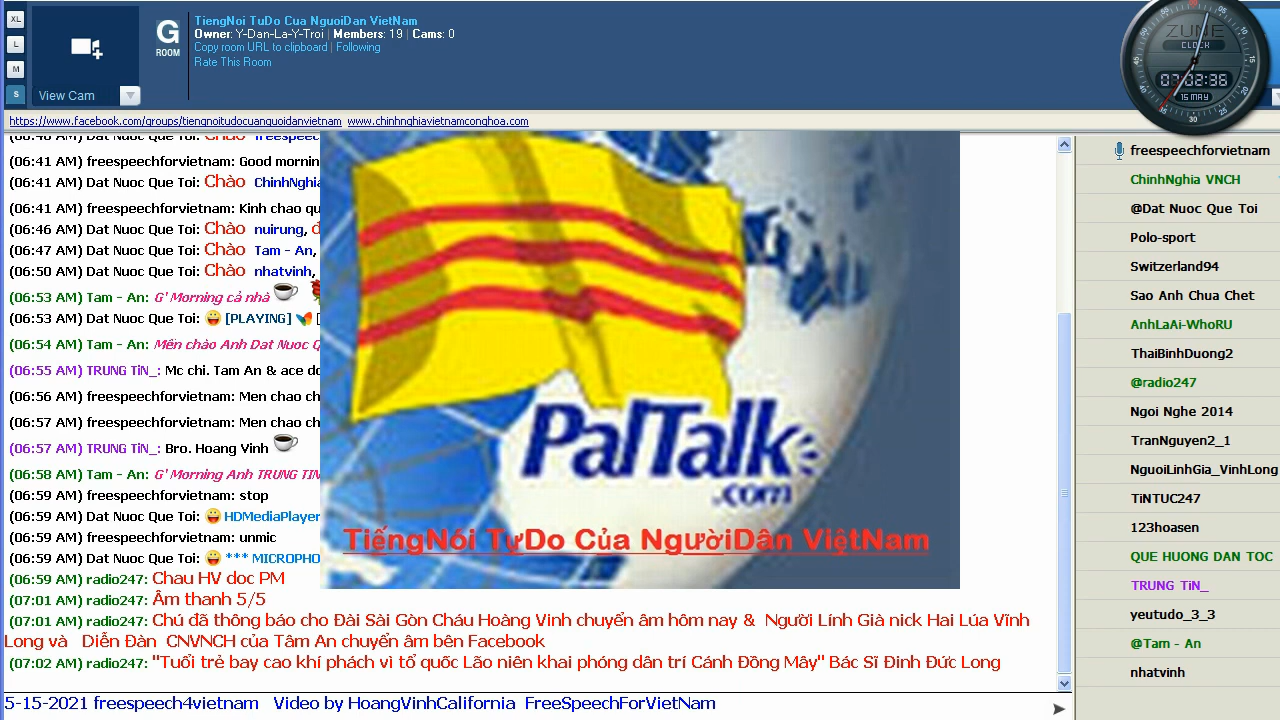 XL
L
M
S
View Cam
G
ROOM
TiengNoi TuDo Cua NguoiDan VietNam
Owner: Y-Dan-La-Y-Troi | Members: 19 | Cams: 0
Copy room URL to clipboard | Following
Rate This Room
ZUNE
CLOCK
07:02:38
15 MAY
https://www.facebook.com/groups/tiengnoitudocuanguoidanvietnam www.chinhnghiavietnamconghoa.com
(06:41 AM) freespeechforvietnam: Good mornin
(06:41 AM) Dat Nuoc Que Toi: Chào ChinhNghia
(06:41 AM) freespeechforvietnam: Kinh chao qu
(06:46 AM) Dat Nuoc Que Toi: Chào nuirung,
(06:47 AM) Dat Nuoc Que Toi: Chào Tam - An,
(06:50 AM) Dat Nuoc Que Toi: Chào nhatvinh,
(06:53 AM) Tam - An: G' Morning cả nhà
(06:53 AM) Dat Nuoc Que Toi: [PLAYING] [
(06:54 AM) Tam - An: Mến chào Anh Dat Nuoc Q
(06:55 AM) TRUNG TíN_: Mc chi. Tam An & ace do
(06:56 AM) freespeechforvietnam: Men chao ch
(06:57 AM) freespeechforvietnam: Men chao ch
(06:57 AM) TRUNG TíN_: Bro. Hoang Vinh
(06:58 AM) Tam - An: G' Morning Anh TRUNG TIN
(06:59 AM) freespeechforvietnam: stop
(06:59 AM) Dat Nuoc Que Toi: HDMediaPlayer
(06:59 AM) freespeechforvietnam: unmic
(06:59 AM) Dat Nuoc Que Toi: *** MICROPHO
(06:59 AM) radio247: Chau HV doc PM
(07:01 AM) radio247: Âm thanh 5/5
(07:01 AM) radio247: Chú đã thông báo cho Đài Sài Gòn Cháu Hoàng Vinh chuyển âm hôm nay & Người Lính Già nick Hai Lúa Vĩnh
Long và Diễn Đàn CNVNCH của Tâm An chuyển âm bên Facebook
(07:02 AM) radio247: "Tuổi trẻ bay cao khí phách vì tổ quốc Lão niên khai phóng dân trí Cánh Đồng Mây" Bác Sĩ Đinh Đức Long
PalTalk
.com
TiếngNói TựDo Của NgườiDân ViệtNam
freespeechforvietnam
ChinhNghia VNCH
@Dat Nuoc Que Toi
Polo-sport
Switzerland94
Sao Anh Chua Chet
AnhLaAi-WhoRU
ThaiBinhDuong2
@radio247
Ngoi Nghe 2014
TranNguyen2_1
NguoiLinhGia_VinhLong
TiNTUC247
123hoasen
QUE HUONG DAN TOC
TRUNG TíN_
yeutudo_3_3
@Tam - An
nhatvinh
5-15-2021 freespeech4vietnam Video by HoangVinhCalifornia FreeSpeechForVietNam